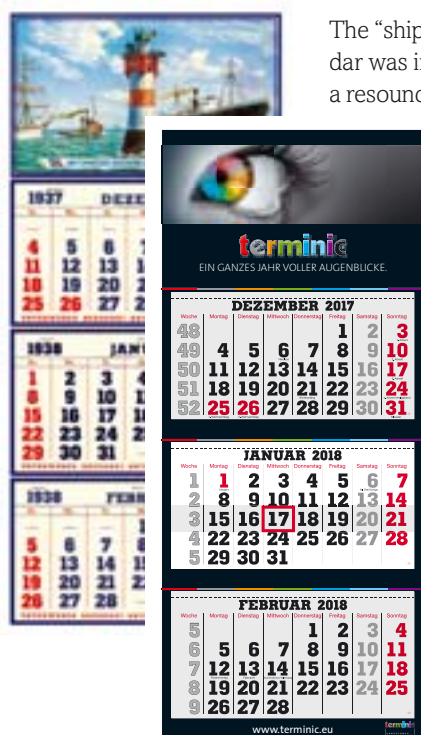 The “ship
dar was i
a resound
1937 DEZE
4 5 6
11 12 13
18 19 20
25 26 27
1938 JAN
1 2 3
8 9 10
15 16 17
22 23 24
29 30 31
1938 FEBR
5 6 7
12 13 14
19 20 21
26 27 28
terminic
EIN GANZES JAHR VOLLER AUGENBLICKE.
DEZEMBER 2017
Woche Montag Dienstag Mittwoch Donnerstag Freitag Samstag Sonntag
48 1 2 3
49 4 5 6 7 8 9 10
50 11 12 13 14 15 16 17
51 18 19 20 21 22 23 24
52 25 26 27 28 29 30 31
JANUAR 2018
Woche Montag Dienstag Mittwoch Donnerstag Freitag Samstag Sonntag
1 1 2 3 4 5 6 7
2 8 9 10 11 12 13 14
3 15 16 17 18 19 20 21
4 22 23 24 25 26 27 28
5 29 30 31
FEBRUAR 2018
Woche Montag Dienstag Mittwoch Donnerstag Freitag Samstag Sonntag
5 1 2 3 4
6 5 6 7 8 9 10 11
7 12 13 14 15 16 17 18
8 19 20 21 22 23 24 25
9 26 27 28
www.terminic.eu
terminic